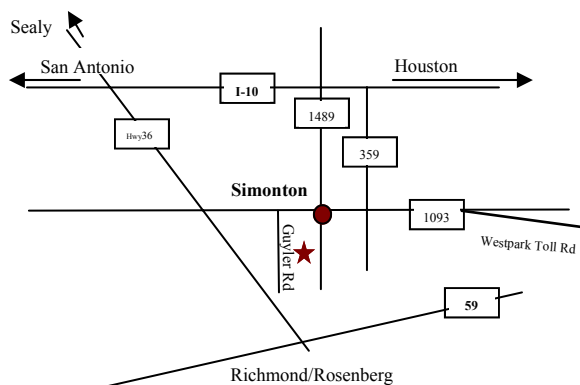 Sealy
San Antonio
Houston
I-10
1489
Hwy36
359
Simonton
1093
Guyler Rd
Westpark Toll Rd
59
Richmond/Rosenberg